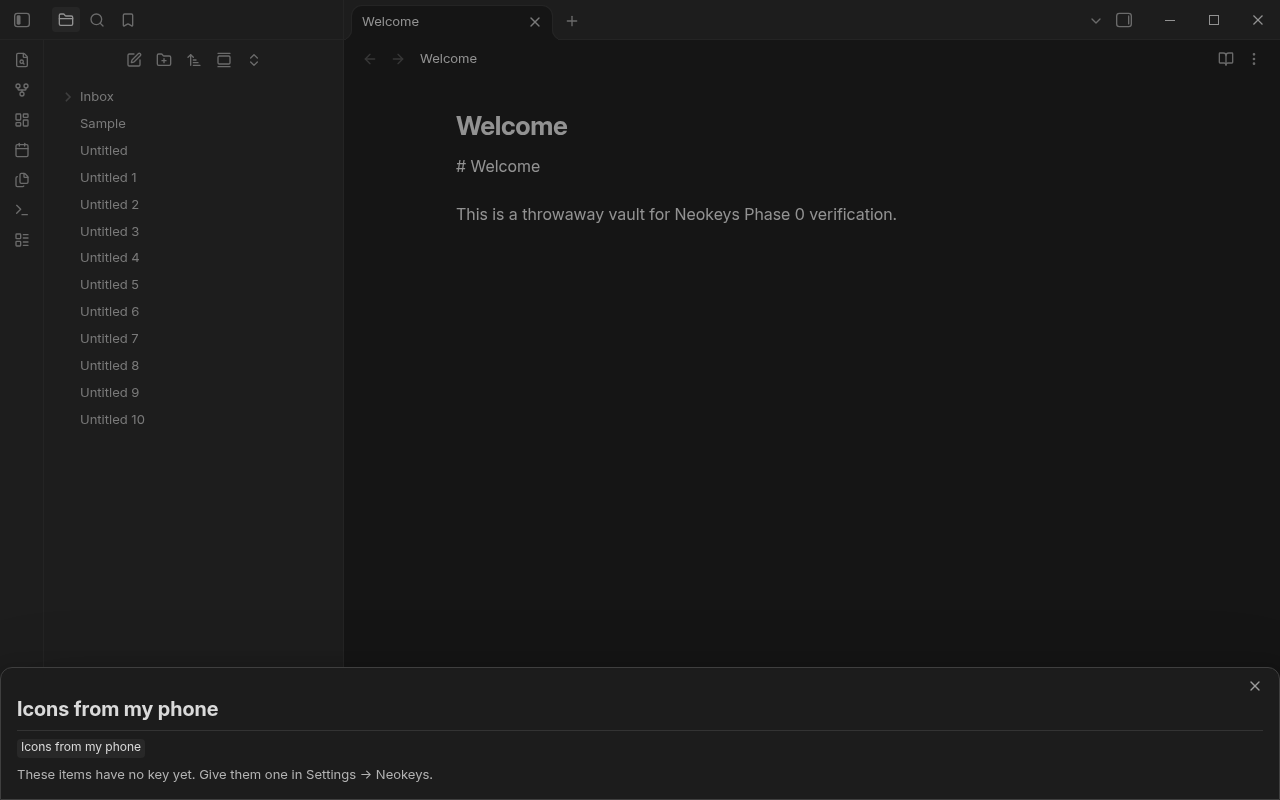 Welcome
Welcome
Inbox
Sample
Untitled
Untitled 1
Untitled 2
Untitled 3
Untitled 4
Untitled 5
Untitled 6
Untitled 7
Untitled 8
Untitled 9
Untitled 10
Welcome
# Welcome
This is a throwaway vault for Neokeys Phase 0 verification.
Icons from my phone
Icons from my phone
These items have no key yet. Give them one in Settings → Neokeys.